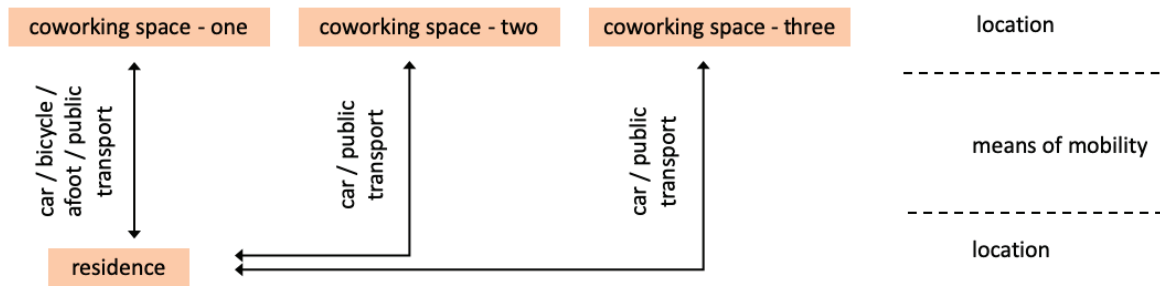 coworking space - one
coworking space - two
coworking space - three
location
car / bicycle /
afoot / public
transport
car / public
transport
car / public
transport
means of mobility
residence
location